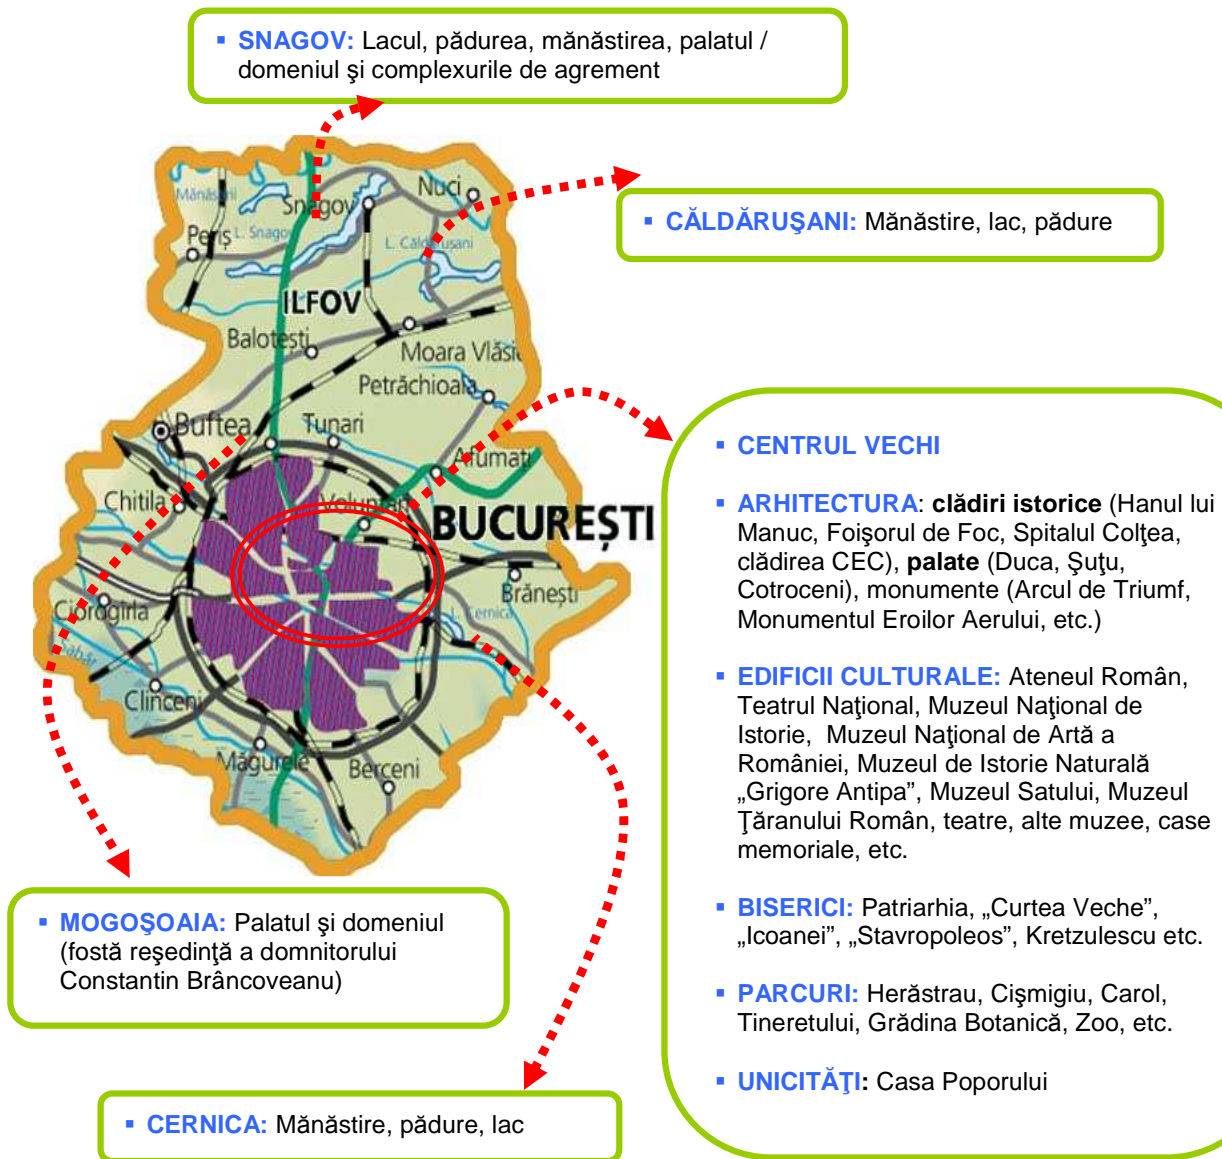 ▪ SNAGOV: Lacul, pădurea, mănăstirea, palatul /
domeniul şi complexurile de agrement
▪ CĂLDĂRUŞANI: Mănăstire, lac, pădure
Nuci
Snagov
Periş
L. Snagov
L. Căldăruşani
ILFOV
Baloteşti
Moara Vlăsie
Petrăchioaia
Buftea
Tunari
Afumaţi
Chitila
Voluntari
BUCUREŞTI
Brăneşti
Ciorogîrla
L. Cernica
Sabăr
Clinceni
Măgurele
Berceni
▪ CENTRUL VECHI
▪ ARHITECTURA: clădiri istorice (Hanul lui
Manuc, Foişorul de Foc, Spitalul Colţea,
clădirea CEC), palate (Duca, Şuţu,
Cotroceni), monumente (Arcul de Triumf,
Monumentul Eroilor Aerului, etc.)
▪ EDIFICII CULTURALE: Ateneul Român,
Teatrul Naţional, Muzeul Naţional de
Istorie, Muzeul Naţional de Artă a
României, Muzeul de Istorie Naturală
„Grigore Antipa”, Muzeul Satului, Muzeul
Ţăranului Român, teatre, alte muzee, case
memoriale, etc.
▪ BISERICI: Patriarhia, „Curtea Veche”,
„Icoanei”, „Stavropoleos”, Kretzulescu etc.
▪ PARCURI: Herăstrau, Cişmigiu, Carol,
Tineretului, Grădina Botanică, Zoo, etc.
▪ UNICITĂŢI: Casa Poporului
▪ MOGOŞOAIA: Palatul şi domeniul
(fostă reşedinţă a domnitorului
Constantin Brâncoveanu)
▪ CERNICA: Mănăstire, pădure, lac